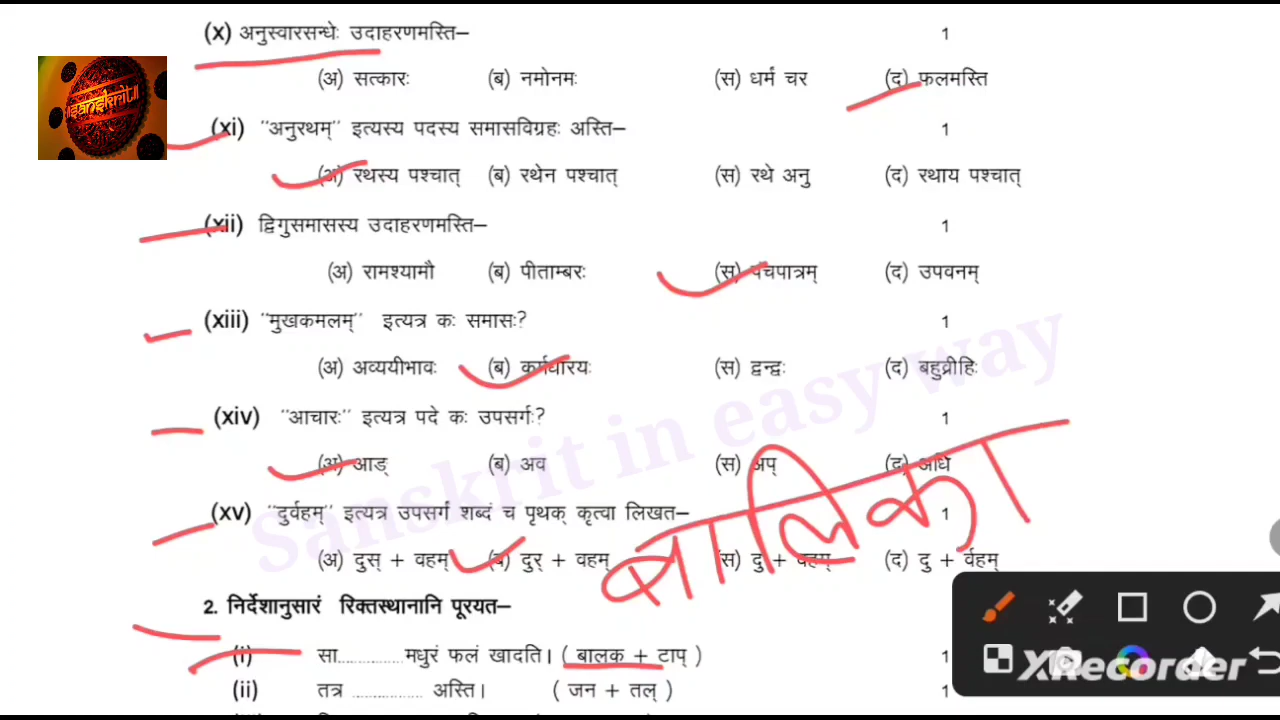 (x) अनुस्वारसन्धेः उदाहरणमस्ति– 1
(अ) सत्कारः (ब) नमोनमः (स) धर्मं चर (द) फलमस्ति
॥sanskrit॥
(xi) "अनुरथम्" इत्यस्य पदस्य समासविग्रहः अस्ति– 1
(अ) रथस्य पश्चात् (ब) रथेन पश्चात् (स) रथे अनु (द) रथाय पश्चात्
(xii) द्विगुसमासस्य उदाहरणमस्ति– 1
(अ) रामश्यामौ (ब) पीताम्बरः (स) पंचपात्रम् (द) उपवनम्
(xiii) "मुखकमलम्" इत्यत्र कः समासः? 1
(अ) अव्ययीभावः (ब) कर्मधारयः (स) द्वन्द्वः (द) बहुव्रीहिः
(xiv) "आचारः" इत्यत्र पदे कः उपसर्गः? 1
(अ) आड् (ब) अव (स) अप् (द) अधि
(xv) "दुर्वहम्" इत्यत्र उपसर्गं शब्दं च पृथक् कृत्वा लिखत– 1
(अ) दुस् + वहम् (ब) दुर् + वहम् (स) दु + वहम् (द) दु + र्वहम्
बालिका
2. निर्देशानुसारं रिक्तस्थानानि पूरयत–
(i) सा............ मधुरं फलं खादति। ( बालक + टाप् ) 1
(ii) तत्र ............. अस्ति। ( जन + तल् ) 1
Sanskrit in easy way
XRecorder